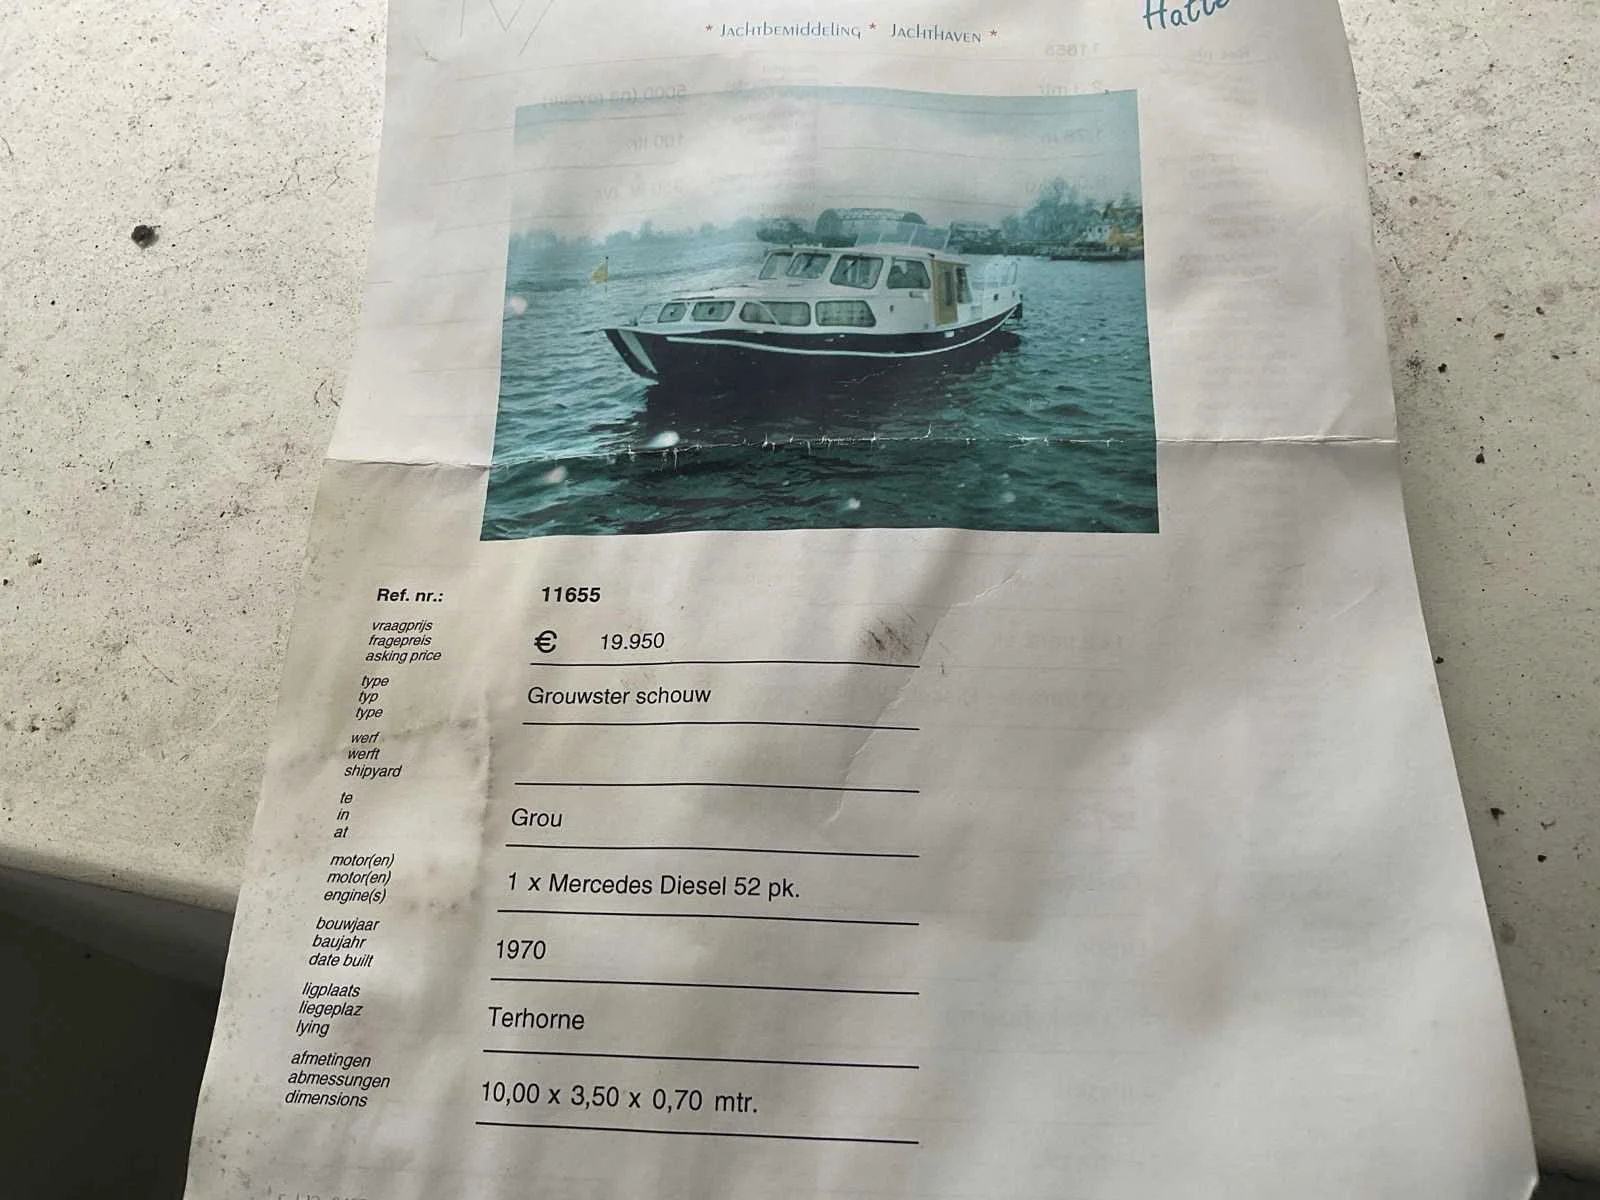 * Jachtbemiddeling * Jachthaven *
Ref. nr.: 11655
vraagprijs
fragepreis
asking price
€ 19.950
type
typ
type
Grouwster schouw
werf
werft
shipyard
te
in
at
Grou
motor(en)
motor(en)
engine(s)
1 x Mercedes Diesel 52 pk.
bouwjaar
baujahr
date built
1970
ligplaats
liegeplaz
lying
Terhorne
afmetingen
abmessungen
dimensions
10,00 x 3,50 x 0,70 mtr.